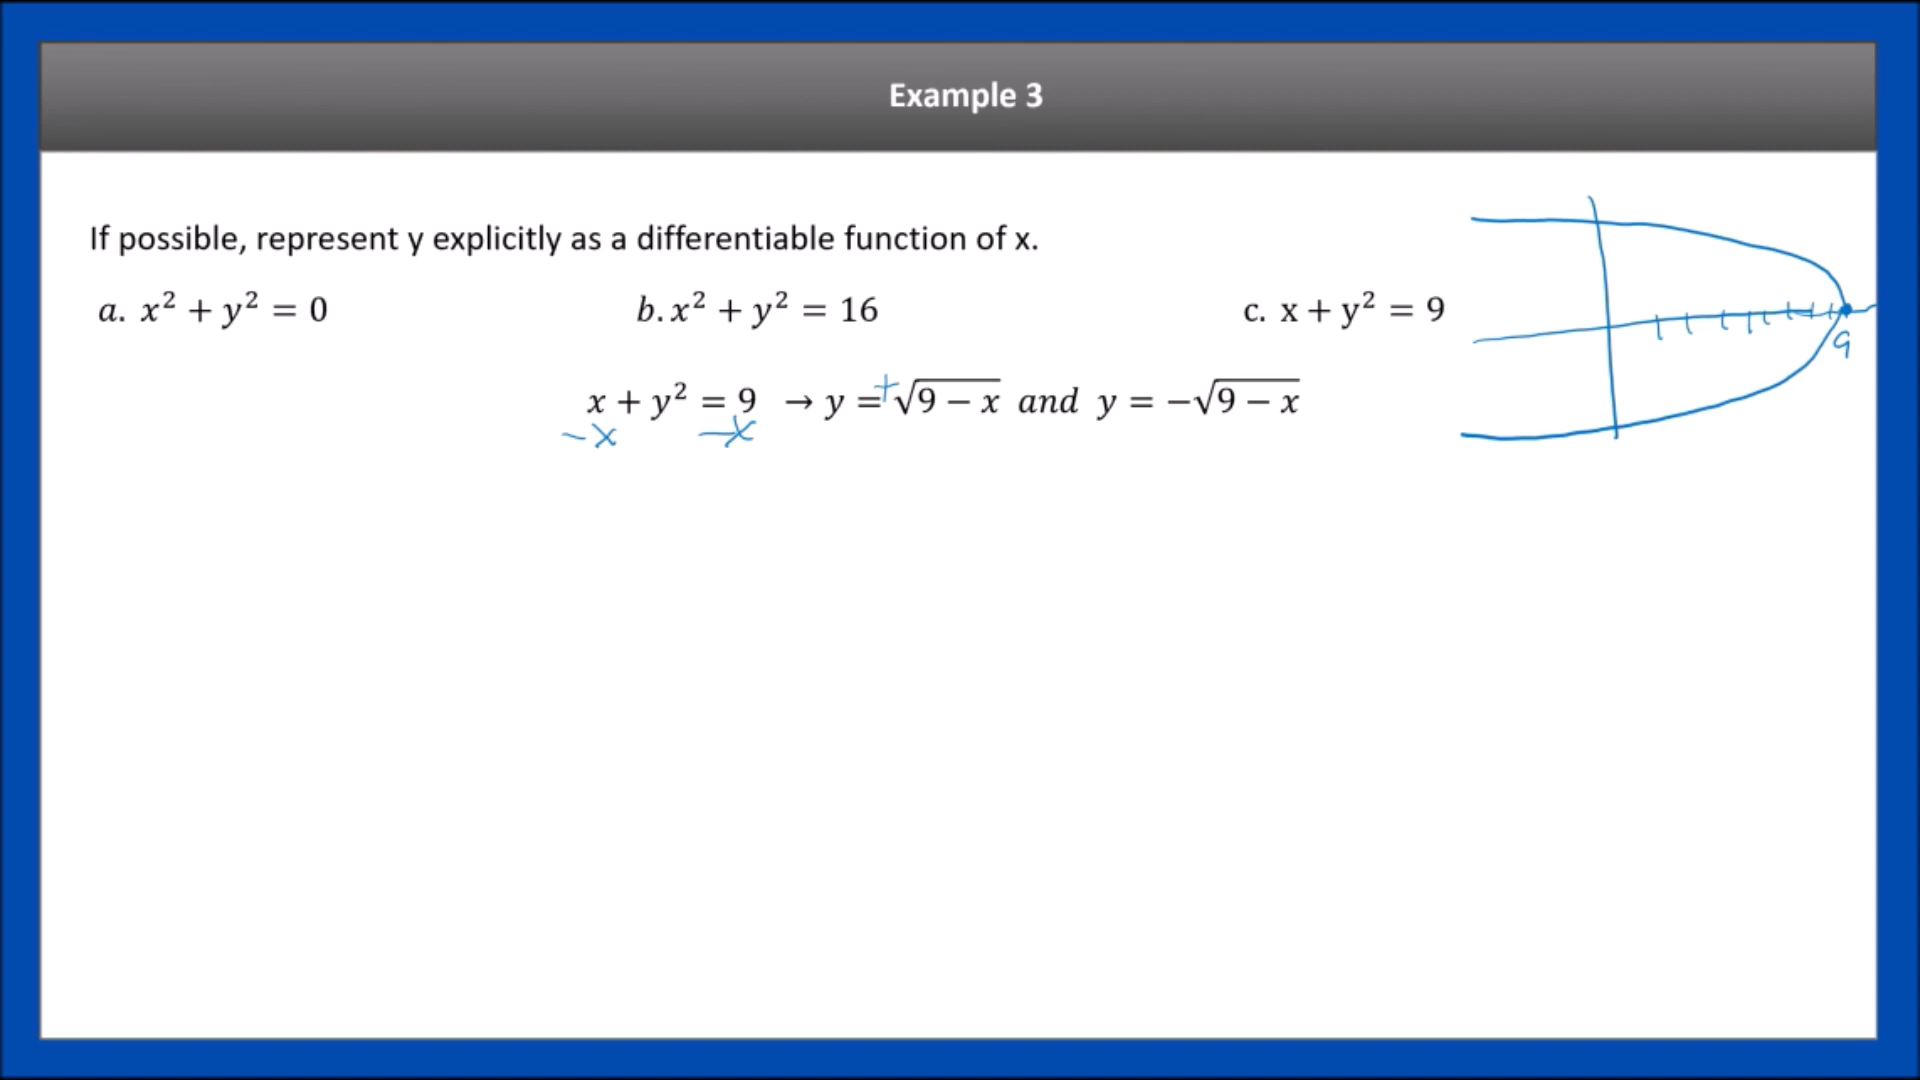 Example 3
If possible, represent y explicitly as a differentiable function of x.
a. x² + y² = 0 b. x² + y² = 16 c. x + y² = 9
x + y² = 9 → y = +√9 − x and y = −√9 − x
−x −x
9